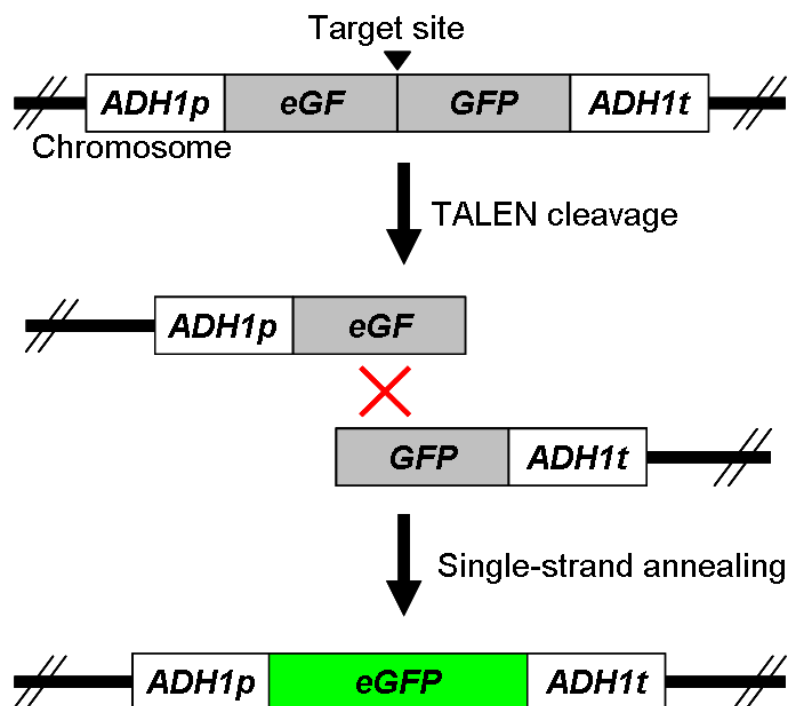 Target site
ADH1p eGF GFP ADH1t
Chromosome
TALEN cleavage
ADH1p eGF
GFP ADH1t
Single-strand annealing
ADH1p eGFP ADH1t